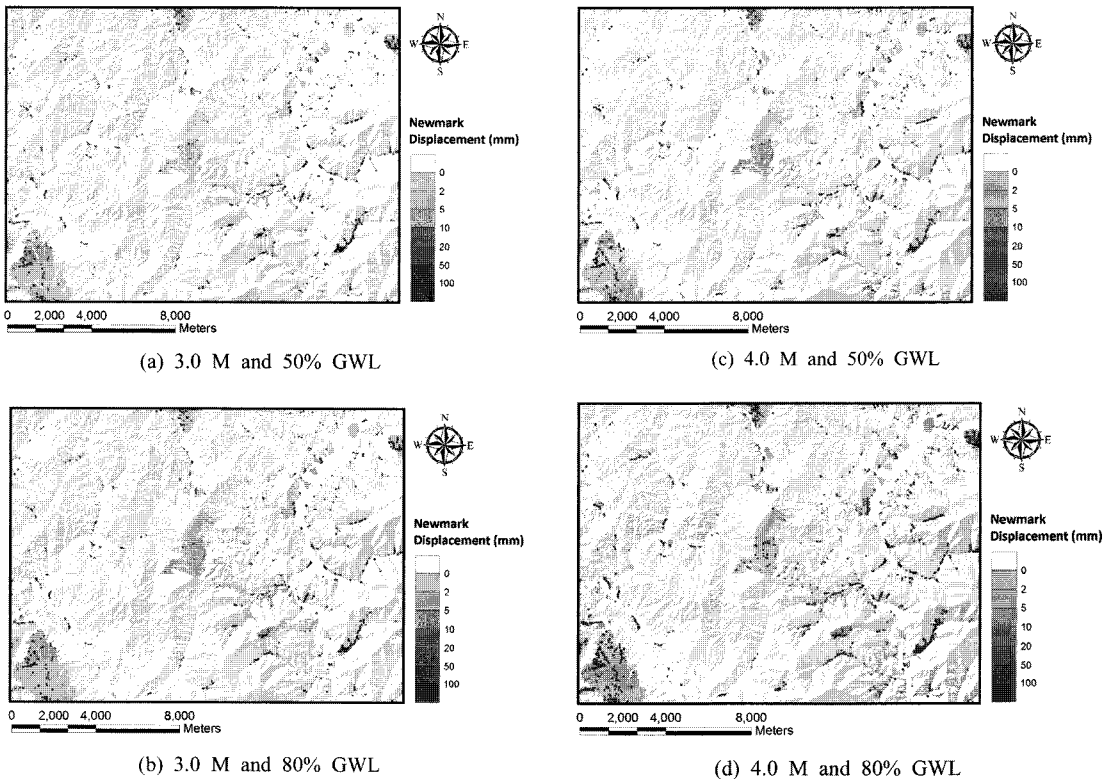 N
W E
S
Newmark
Displacement (mm)
0
2
5
10
20
50
100
0 2,000 4,000 8,000
Meters
(a) 3.0 M and 50% GWL
N
W E
S
Newmark
Displacement (mm)
0
2
5
10
20
50
100
0 2,000 4,000 8,000
Meters
(c) 4.0 M and 50% GWL
N
W E
S
Newmark
Displacement (mm)
0
2
5
10
20
50
100
0 2,000 4,000 8,000
Meters
(b) 3.0 M and 80% GWL
N
W E
S
Newmark
Displacement (mm)
0
2
5
10
20
50
100
0 2,000 4,000 8,000
Meters
(d) 4.0 M and 80% GWL